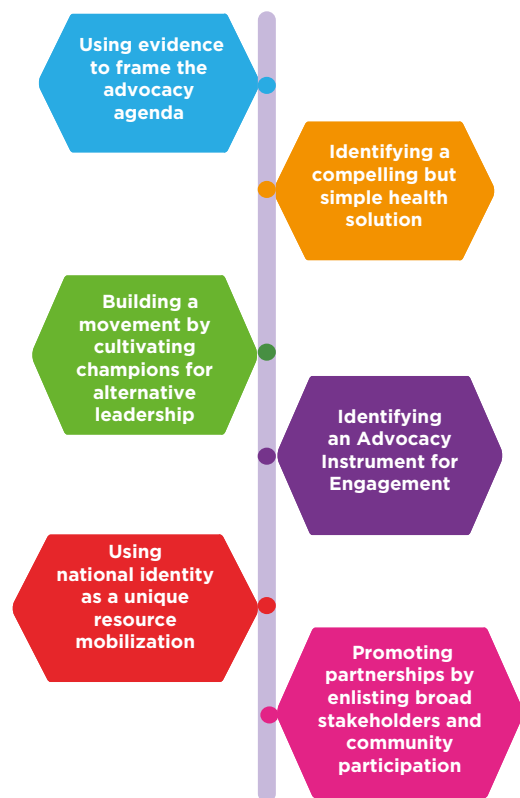 Using evidence
to frame the
advocacy
agenda
Identifying a
compelling but
simple health
solution
Building a
movement by
cultivating
champions for
alternative
leadership
Identifying
an Advocacy
Instrument for
Engagement
Using
national identity
as a unique
resource
mobilization
Promoting
partnerships by
enlisting broad
stakeholders and
community
participation